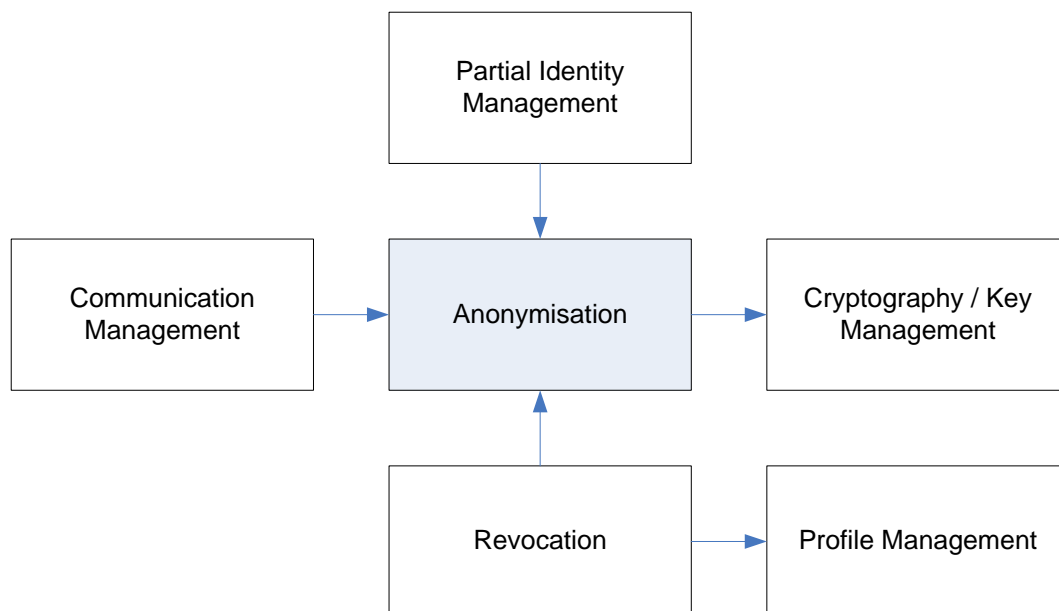 Partial Identity
Management
Communication
Management
Anonymisation
Cryptography / Key
Management
Revocation
Profile Management